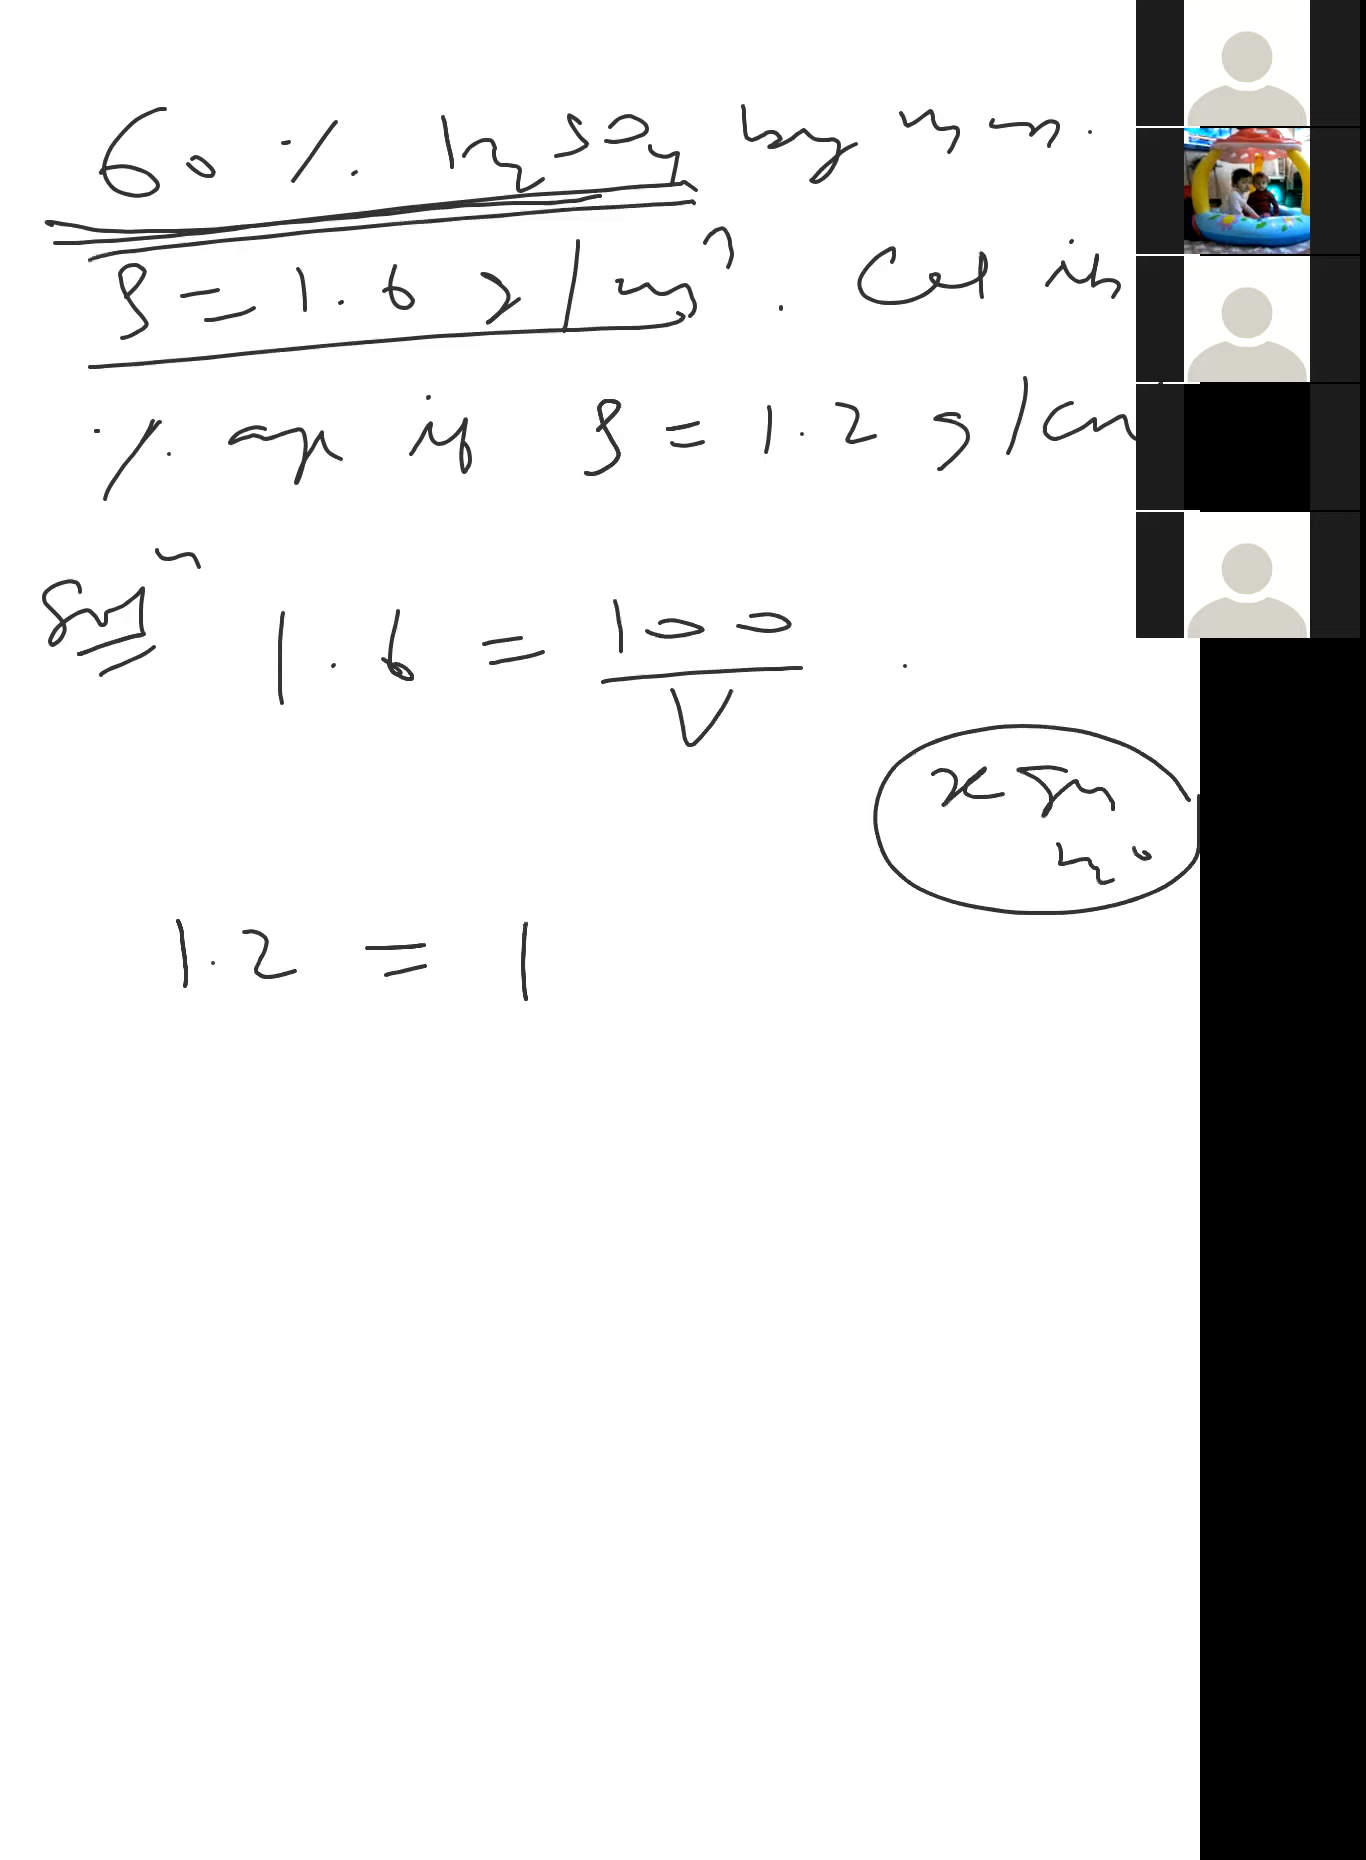 60 % H2SO4 by mass.
ρ = 1.6 g/cm³. Cal its
% age if ρ = 1.2 g/cm
Solⁿ
1.6 = 100/V
x gm
H2O
1.2 = 1